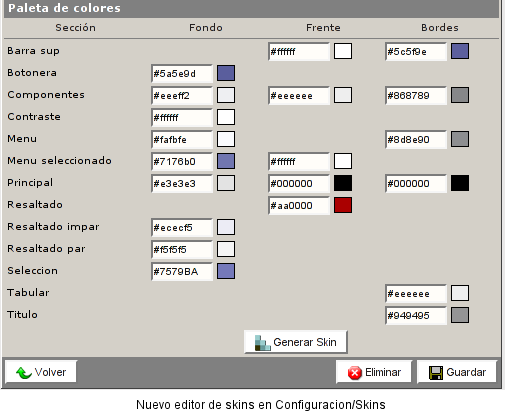 Paleta de colores
Sección Fondo Frente Bordes
Barra sup #ffffff #5c5f9e
Botonera #5a5e9d
Componentes #eeeff2 #eeeeee #868789
Contraste #ffffff
Menu #fafbfe #8d8e90
Menu seleccionado #7176b0 #ffffff
Principal #e3e3e3 #000000 #000000
Resaltado #aa0000
Resaltado impar #ececf5
Resaltado par #f5f5f5
Seleccion #7579BA
Tabular #eeeeee
Titulo #949495
Generar Skin
Volver Eliminar Guardar
Nuevo editor de skins en Configuracion/Skins